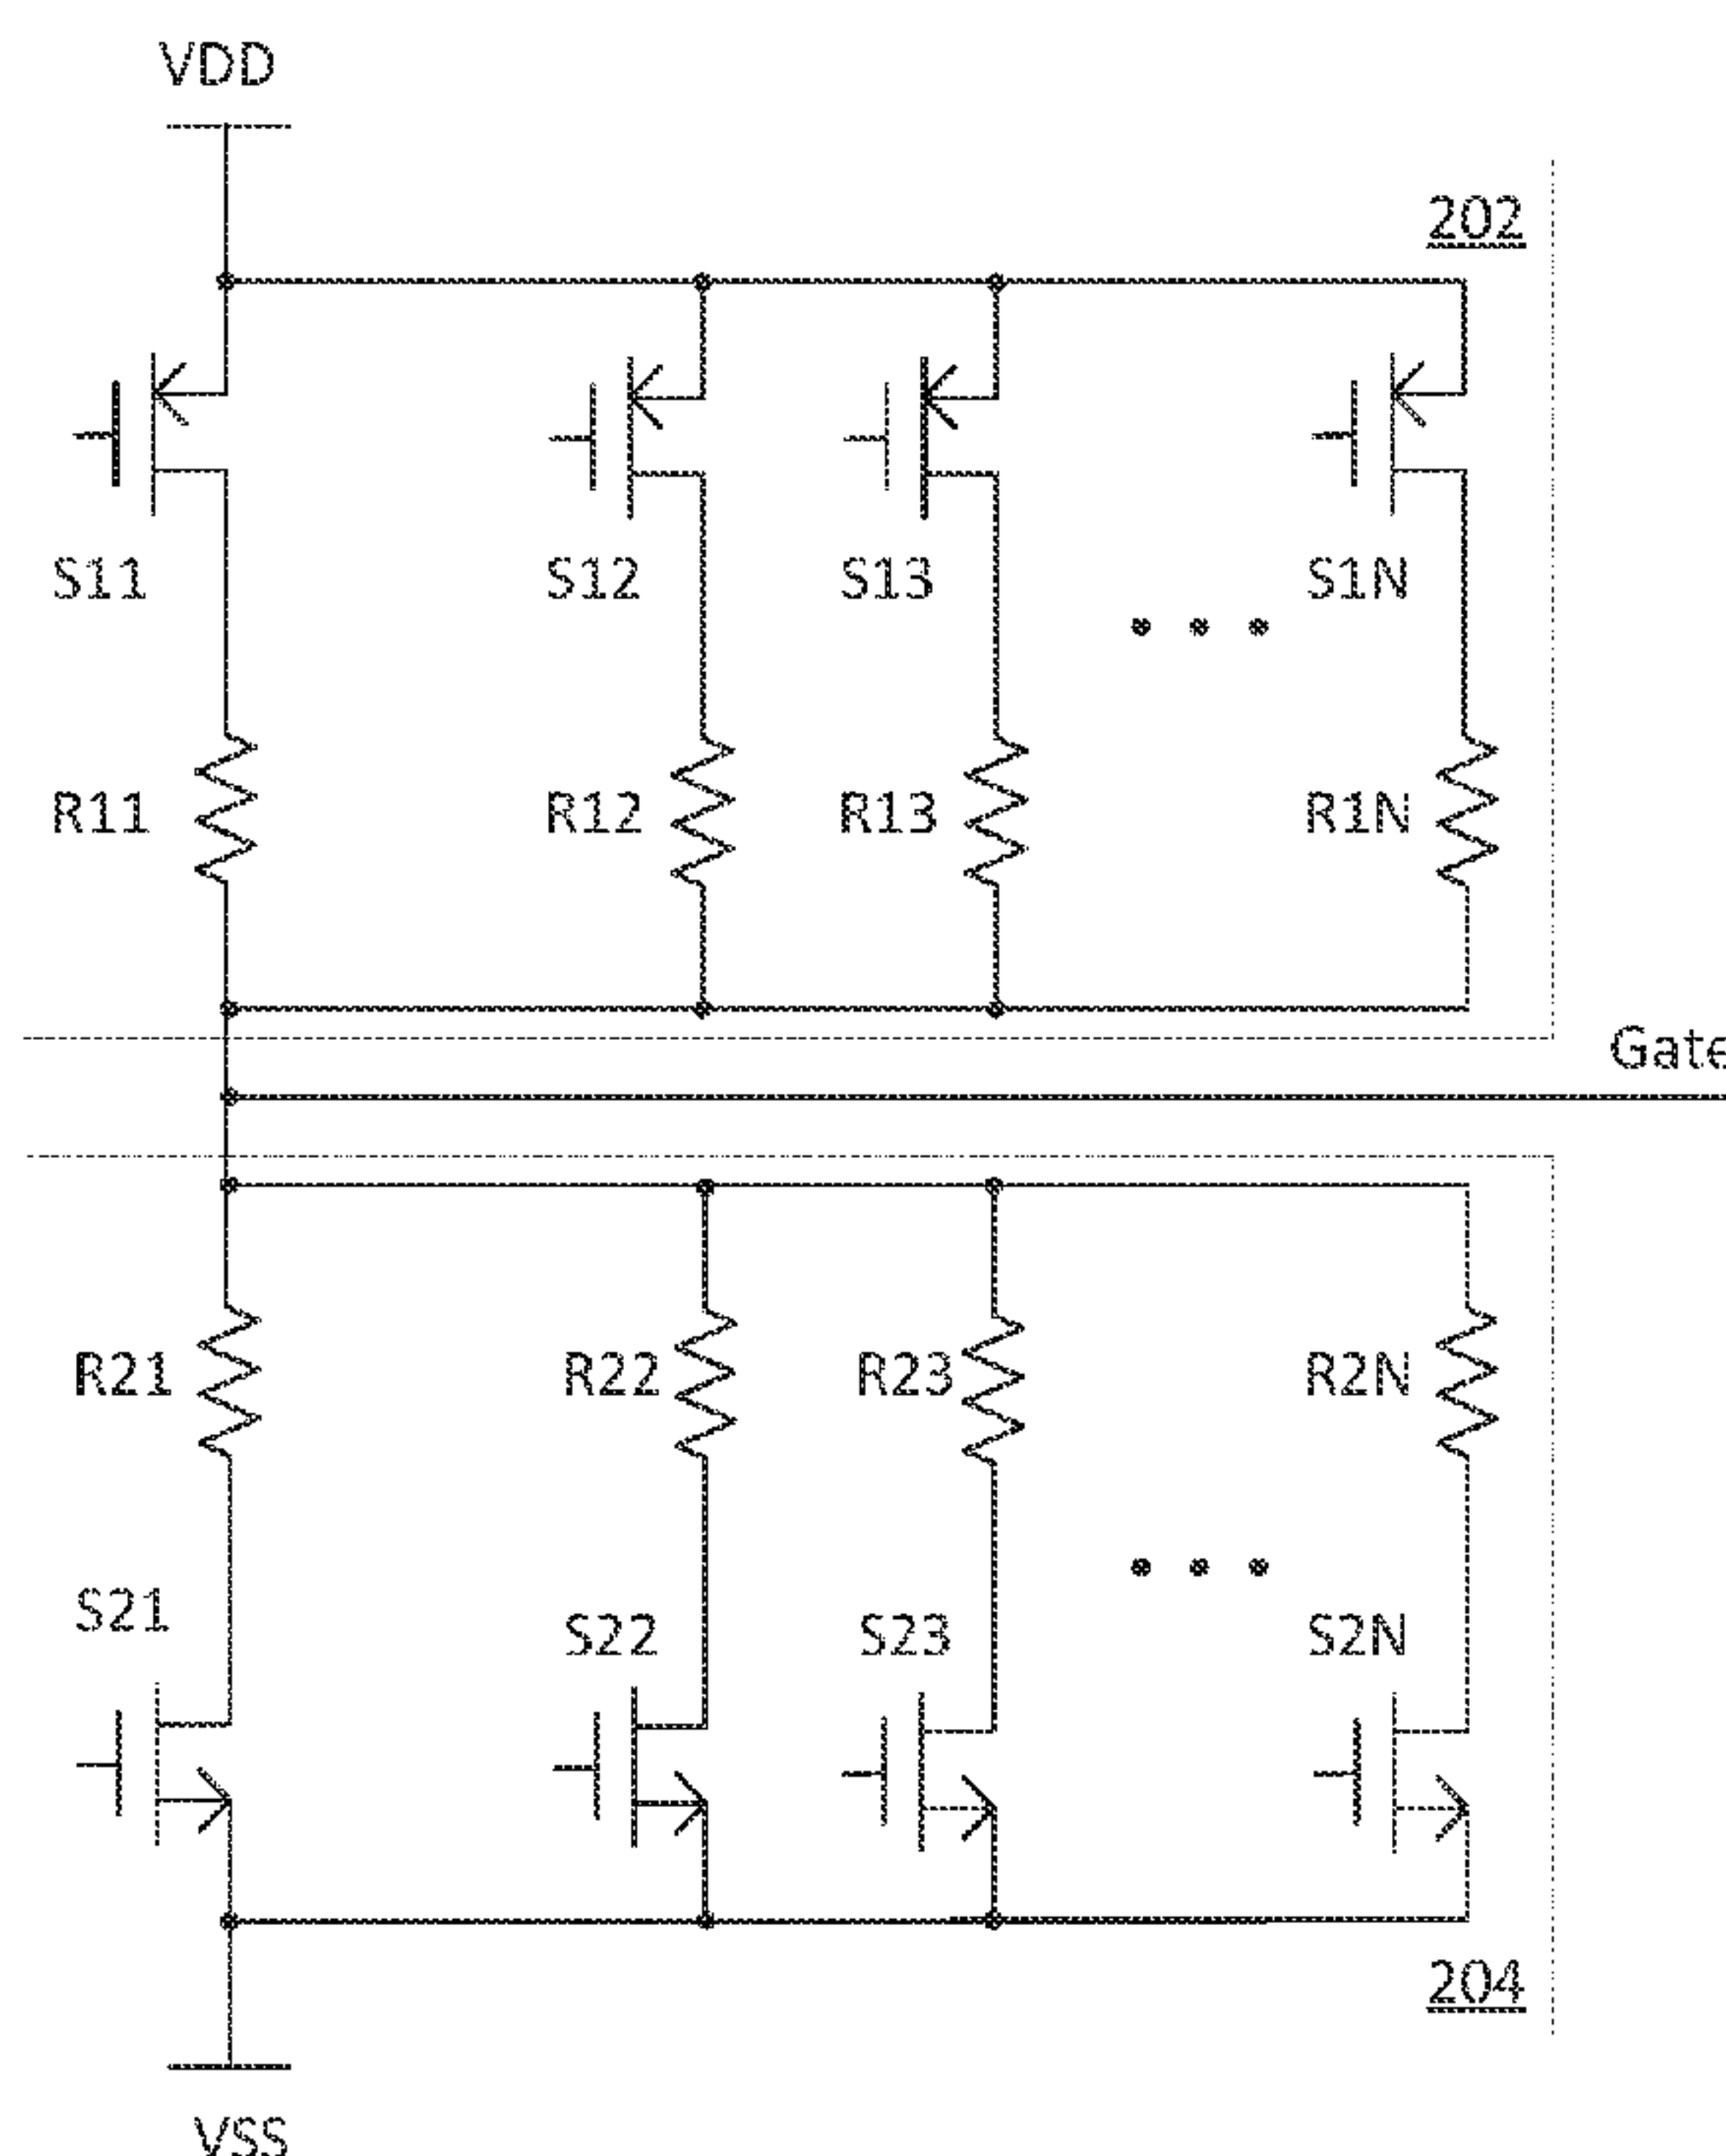 VDD
202
S11 S12 S13 S1N
R11 R12 R13 R1N
Gate
R21 R22 R23 R2N
S21 S22 S23 S2N
204
VSS